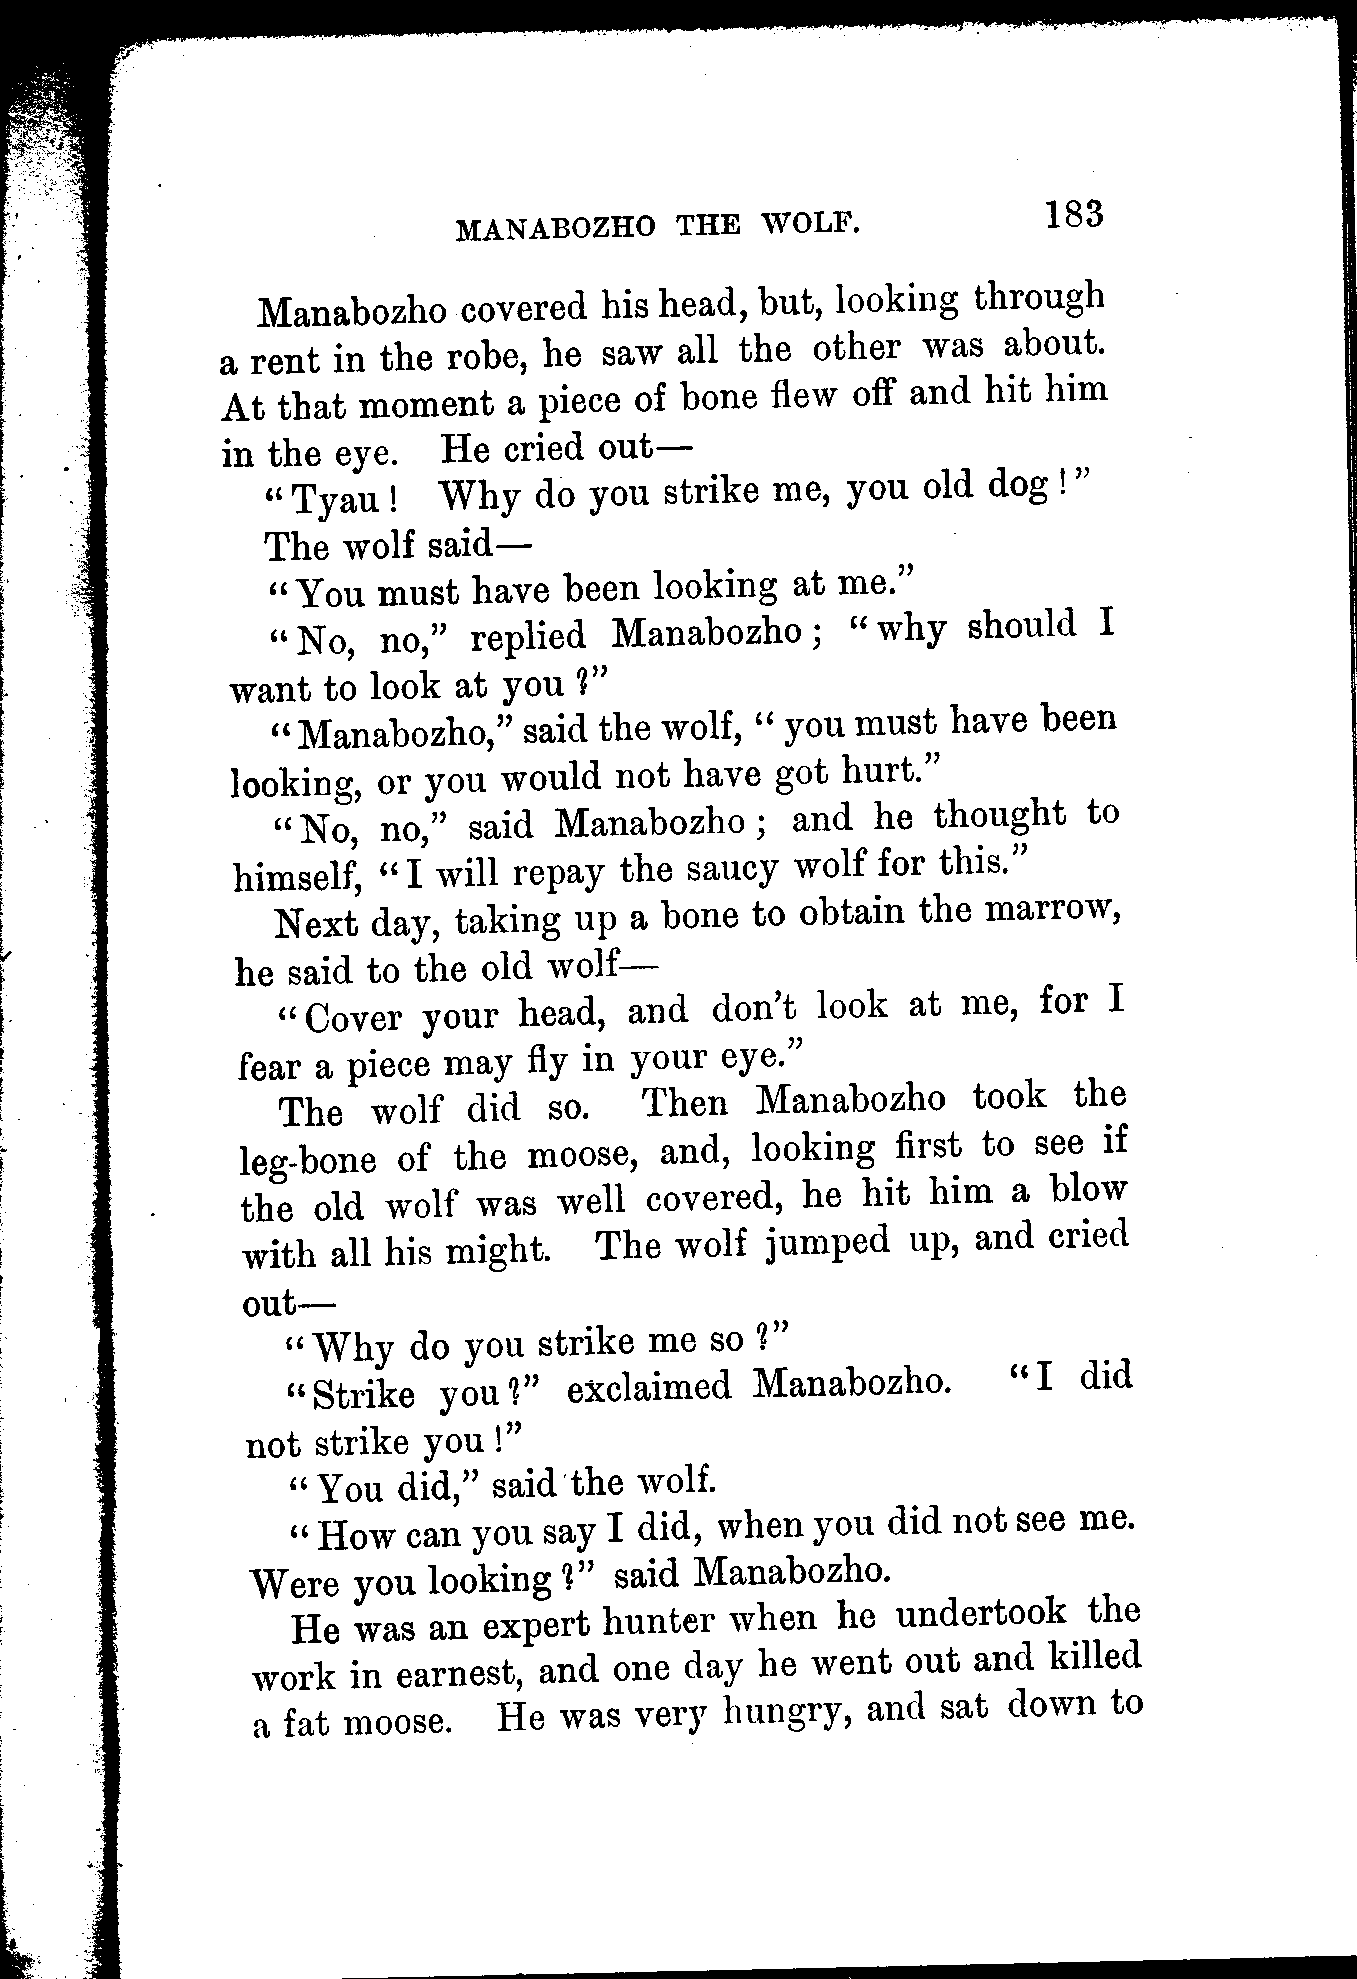 MANABOZHO THE WOLF. 183
Manabozho covered his head, but, looking through
a rent in the robe, he saw all the other was about.
At that moment a piece of bone flew off and hit him
in the eye. He cried out—
“Tyau! Why do you strike me, you old dog!”
The wolf said—
“You must have been looking at me.”
“No, no,” replied Manabozho; “why should I
want to look at you?”
“Manabozho,” said the wolf, “you must have been
looking, or you would not have got hurt.”
“No, no,” said Manabozho; and he thought to
himself, “I will repay the saucy wolf for this.”
Next day, taking up a bone to obtain the marrow,
he said to the old wolf—
“Cover your head, and don’t look at me, for I
fear a piece may fly in your eye.”
The wolf did so. Then Manabozho took the
leg-bone of the moose, and, looking first to see if
the old wolf was well covered, he hit him a blow
with all his might. The wolf jumped up, and cried
out—
“Why do you strike me so?”
“Strike you?” exclaimed Manabozho. “I did
not strike you!”
“You did,” said the wolf.
“How can you say I did, when you did not see me.
Were you looking?” said Manabozho.
He was an expert hunter when he undertook the
work in earnest, and one day he went out and killed
a fat moose. He was very hungry, and sat down to